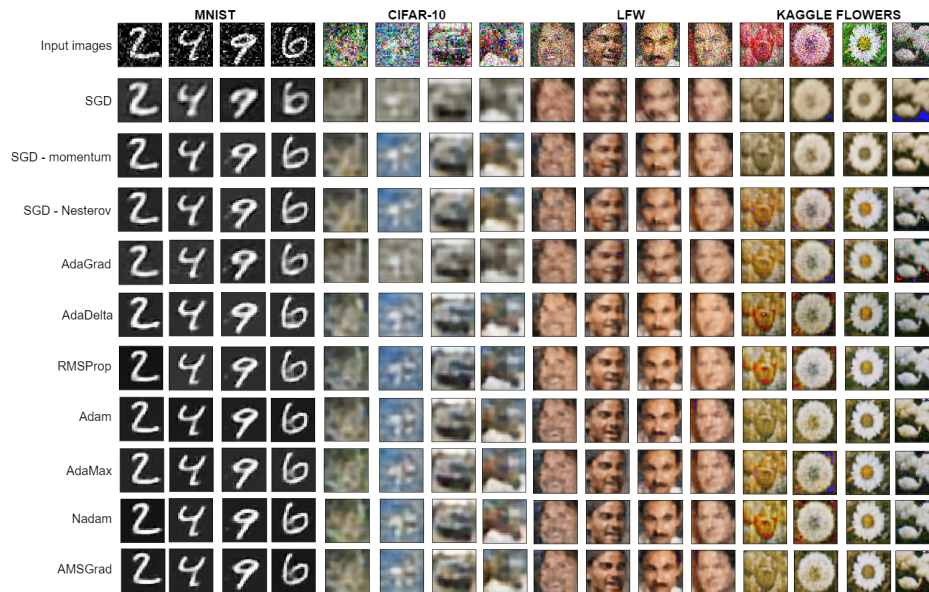 MNIST CIFAR-10 LFW KAGGLE FLOWERS
Input images
SGD
SGD - momentum
SGD - Nesterov
AdaGrad
AdaDelta
RMSProp
Adam
AdaMax
Nadam
AMSGrad